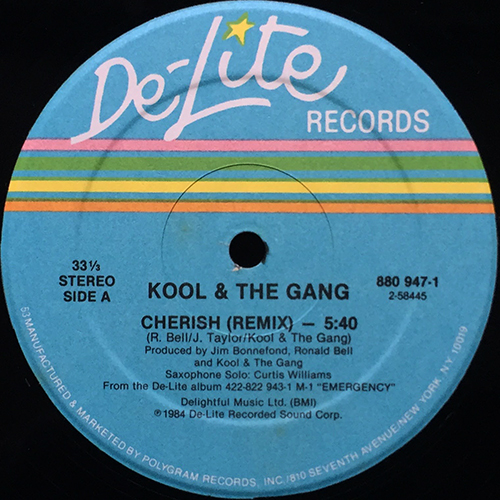 De-Lite
RECORDS
33⅓
STEREO
SIDE A
880 947-1
2-58445
KOOL & THE GANG
CHERISH (REMIX) – 5:40
(R. Bell/J. Taylor/Kool & The Gang)
Produced by Jim Bonnefond, Ronald Bell
and Kool & The Gang
Saxophone Solo: Curtis Williams
From the De-Lite album 422-822 943-1 M-1 "EMERGENCY"
Delightful Music Ltd. (BMI)
℗1984 De-Lite Recorded Sound Corp.
53 MANUFACTURED & MARKETED BY POLYGRAM RECORDS, INC./810 SEVENTH AVENUE/NEW YORK, NY 10019